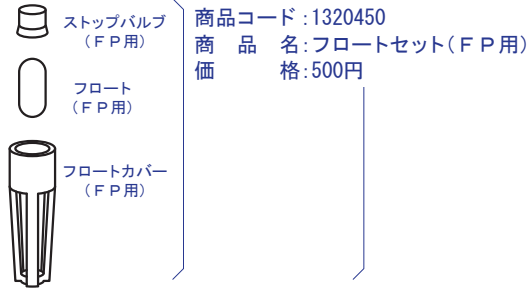 ストップバルブ
（ＦＰ用）
フロート
（ＦＰ用）
フロートカバー
（ＦＰ用）
商品コード：1320450
商　品　名：フロートセット（ＦＰ用）
価　　　格：500円